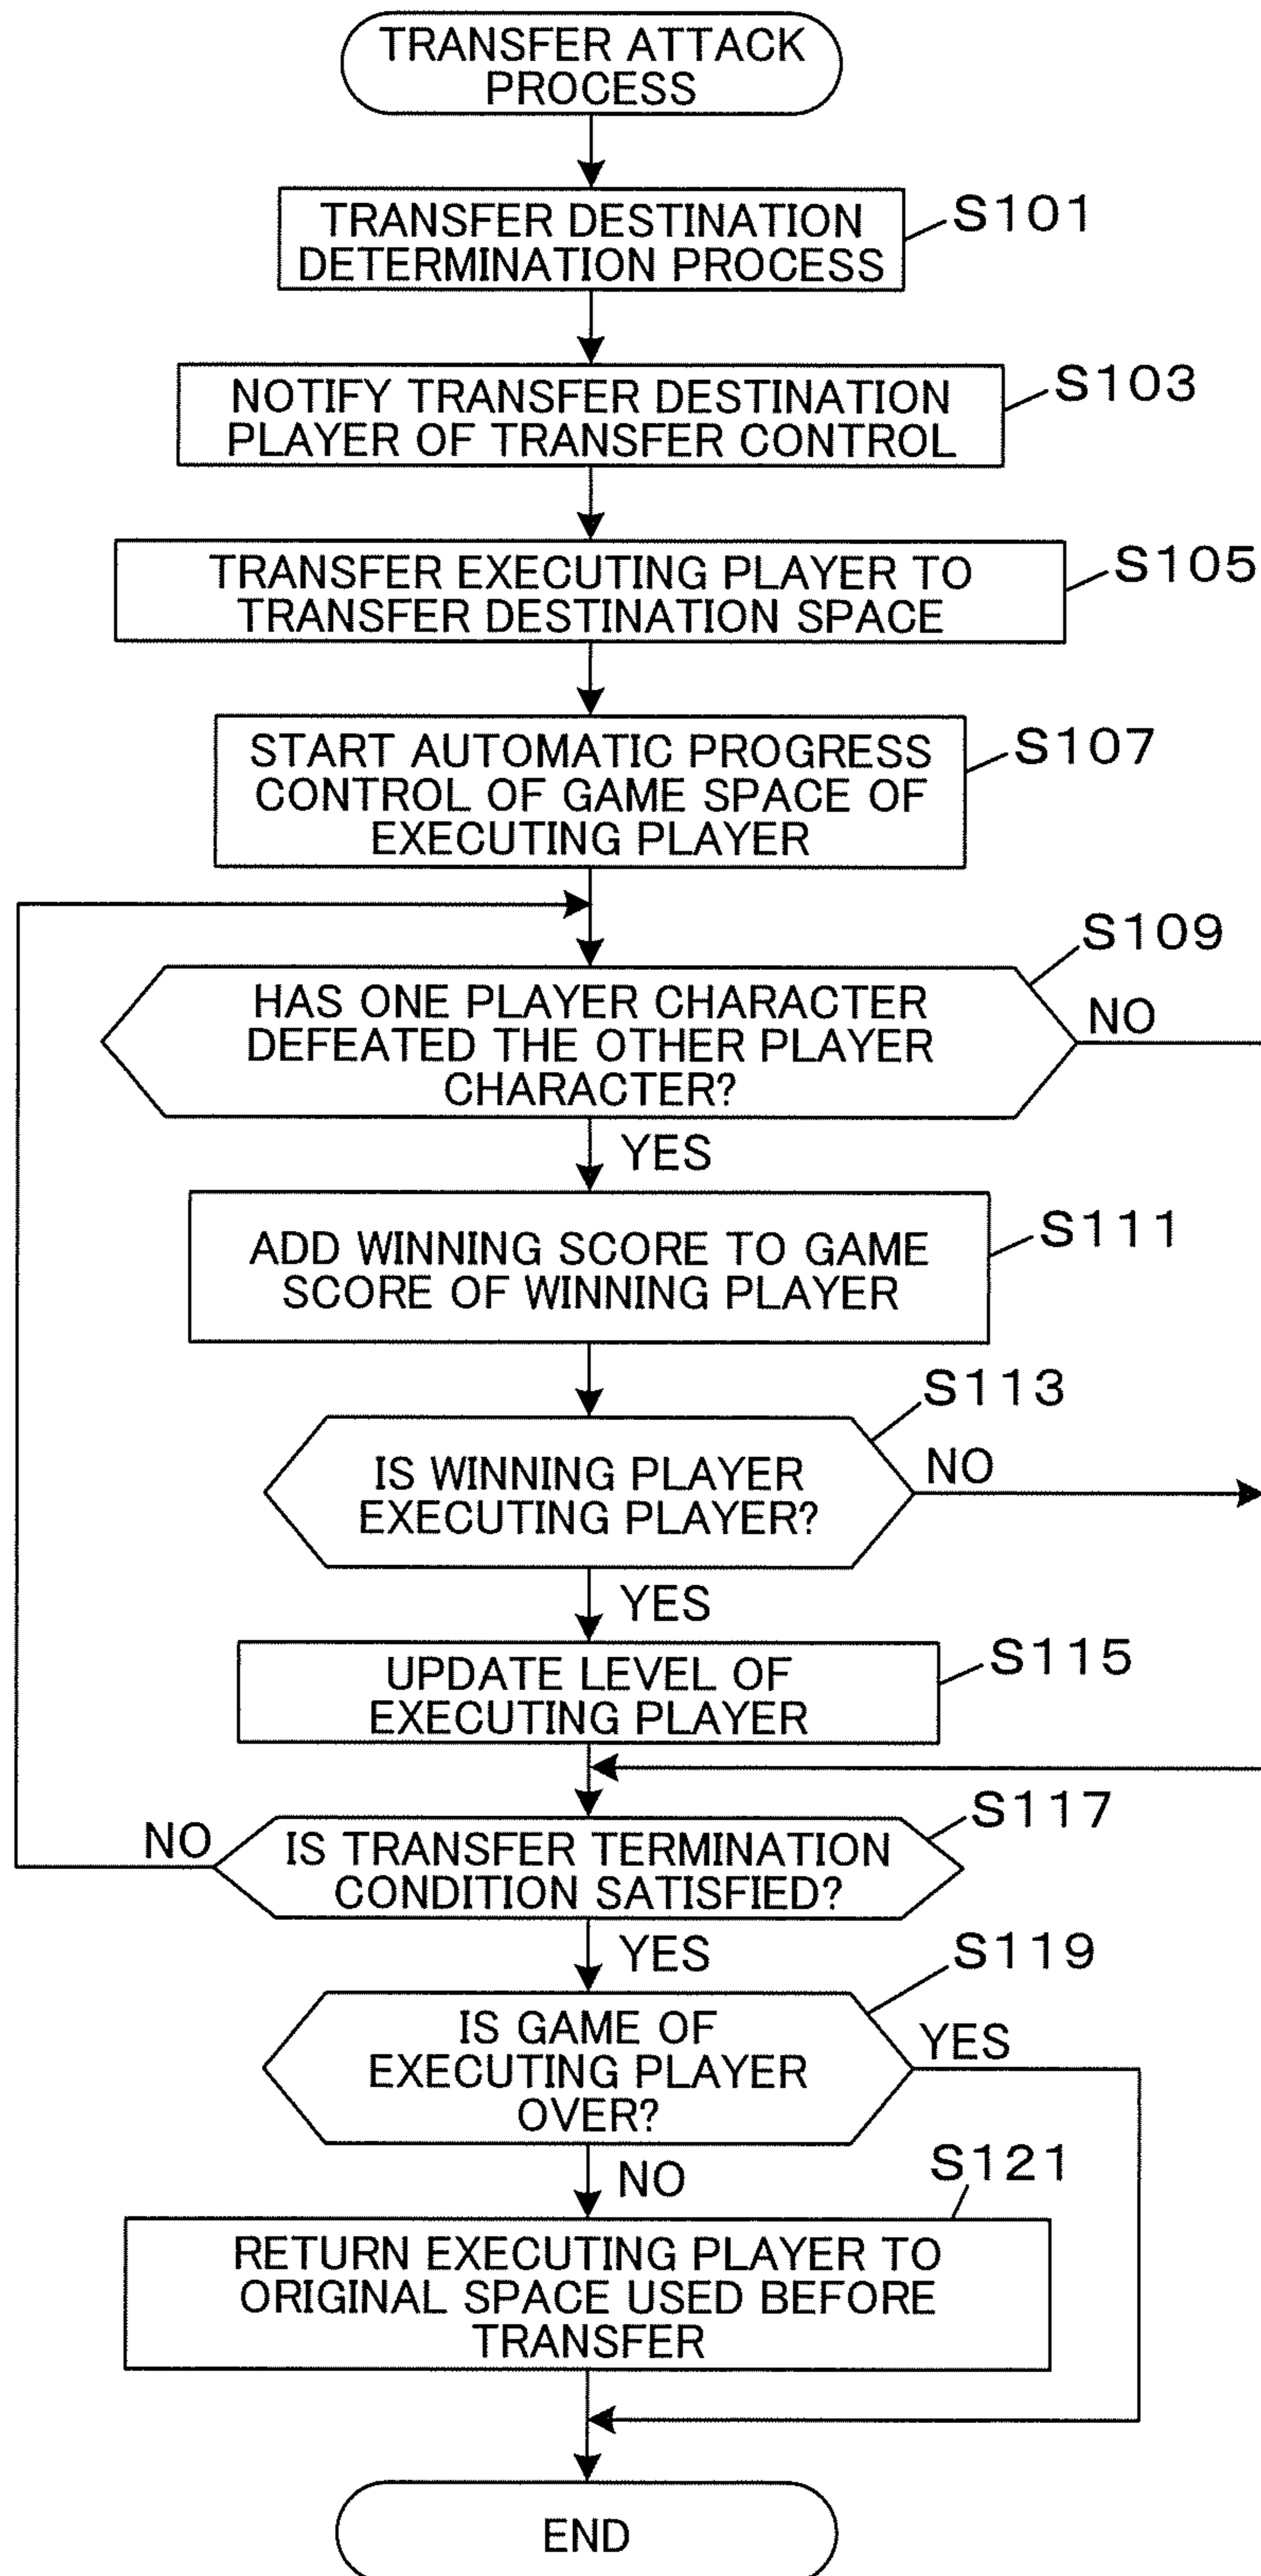 TRANSFER ATTACK
PROCESS
TRANSFER DESTINATION
DETERMINATION PROCESS
S101
NOTIFY TRANSFER DESTINATION
PLAYER OF TRANSFER CONTROL
S103
TRANSFER EXECUTING PLAYER TO
TRANSFER DESTINATION SPACE
S105
START AUTOMATIC PROGRESS
CONTROL OF GAME SPACE OF
EXECUTING PLAYER
S107
HAS ONE PLAYER CHARACTER
DEFEATED THE OTHER PLAYER
CHARACTER?
S109
NO
YES
ADD WINNING SCORE TO GAME
SCORE OF WINNING PLAYER
S111
IS WINNING PLAYER
EXECUTING PLAYER?
S113
NO
YES
UPDATE LEVEL OF
EXECUTING PLAYER
S115
NO
IS TRANSFER TERMINATION
CONDITION SATISFIED?
S117
YES
IS GAME OF
EXECUTING PLAYER
OVER?
S119
YES
NO
RETURN EXECUTING PLAYER TO
ORIGINAL SPACE USED BEFORE
TRANSFER
S121
END